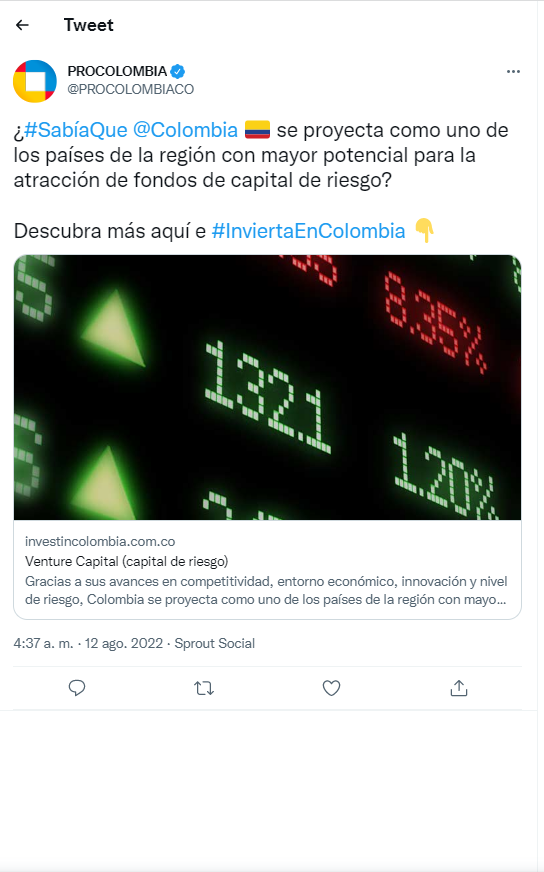 Tweet
PROCOLOMBIA
@PROCOLOMBIACO
¿#SabíaQue @Colombia 🇨🇴 se proyecta como uno de
los países de la región con mayor potencial para la
atracción de fondos de capital de riesgo?
Descubra más aquí e #InviertaEnColombia 👇
8.35%
1321
1.20%
investincolombia.com.co
Venture Capital (capital de riesgo)
Gracias a sus avances en competitividad, entorno económico, innovación y nivel
de riesgo, Colombia se proyecta como uno de los países de la región con mayo...
4:37 a. m. · 12 ago. 2022 · Sprout Social